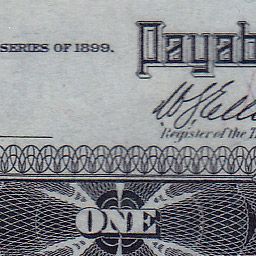 SERIES OF 1899.
Payab
Register of the T
ONE